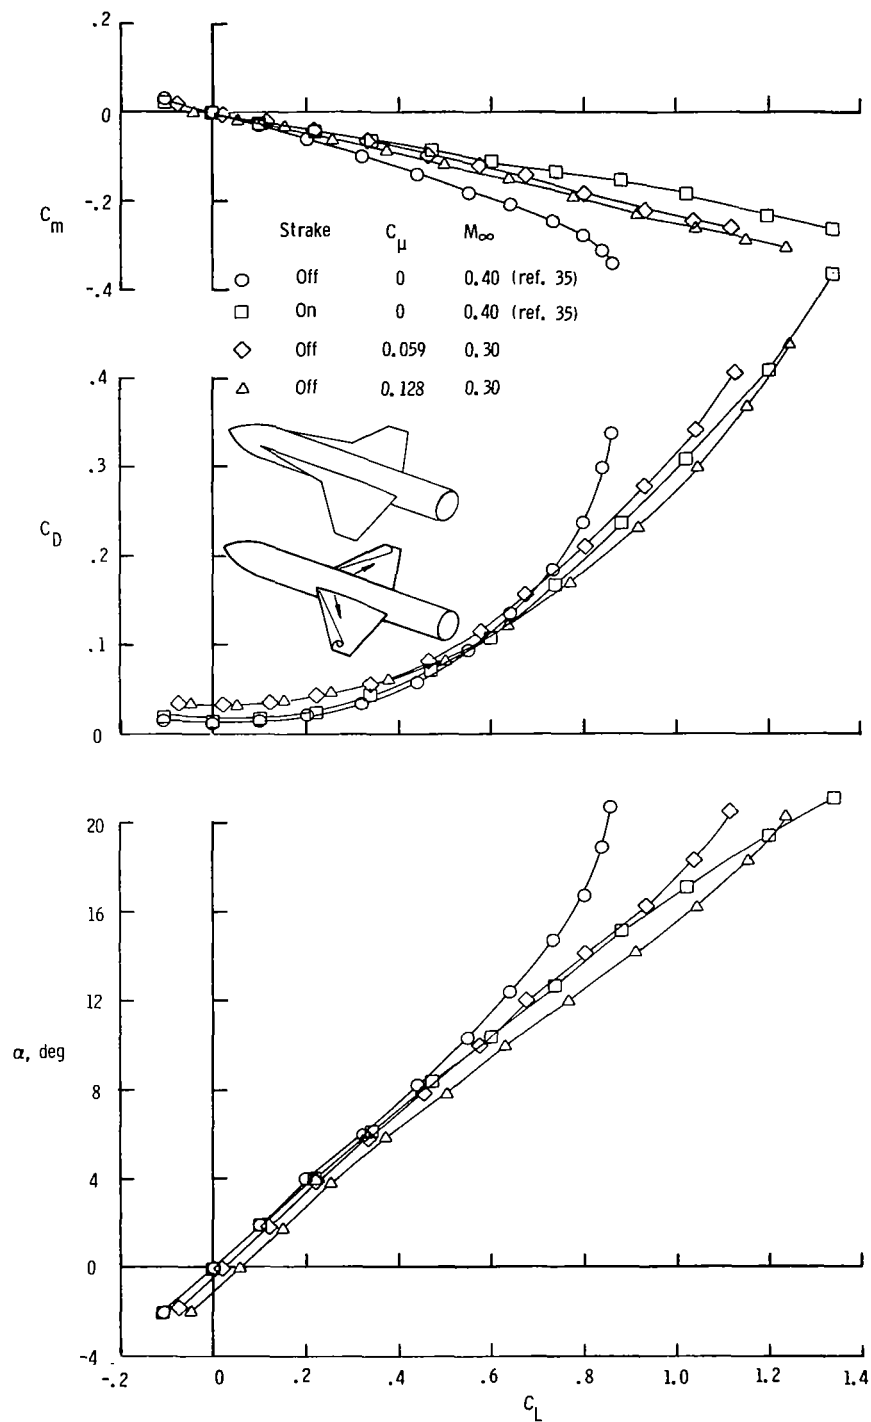 .2
0
-.2
-.4
C_m
Strake C_μ M_∞
○ Off 0 0.40 (ref. 35)
□ On 0 0.40 (ref. 35)
◇ Off 0.059 0.30
△ Off 0.128 0.30
.4
.3
.2
.1
0
C_D
20
16
12
8
4
0
-4
α, deg
-.2 0 .2 .4 .6 .8 1.0 1.2 1.4
C_L